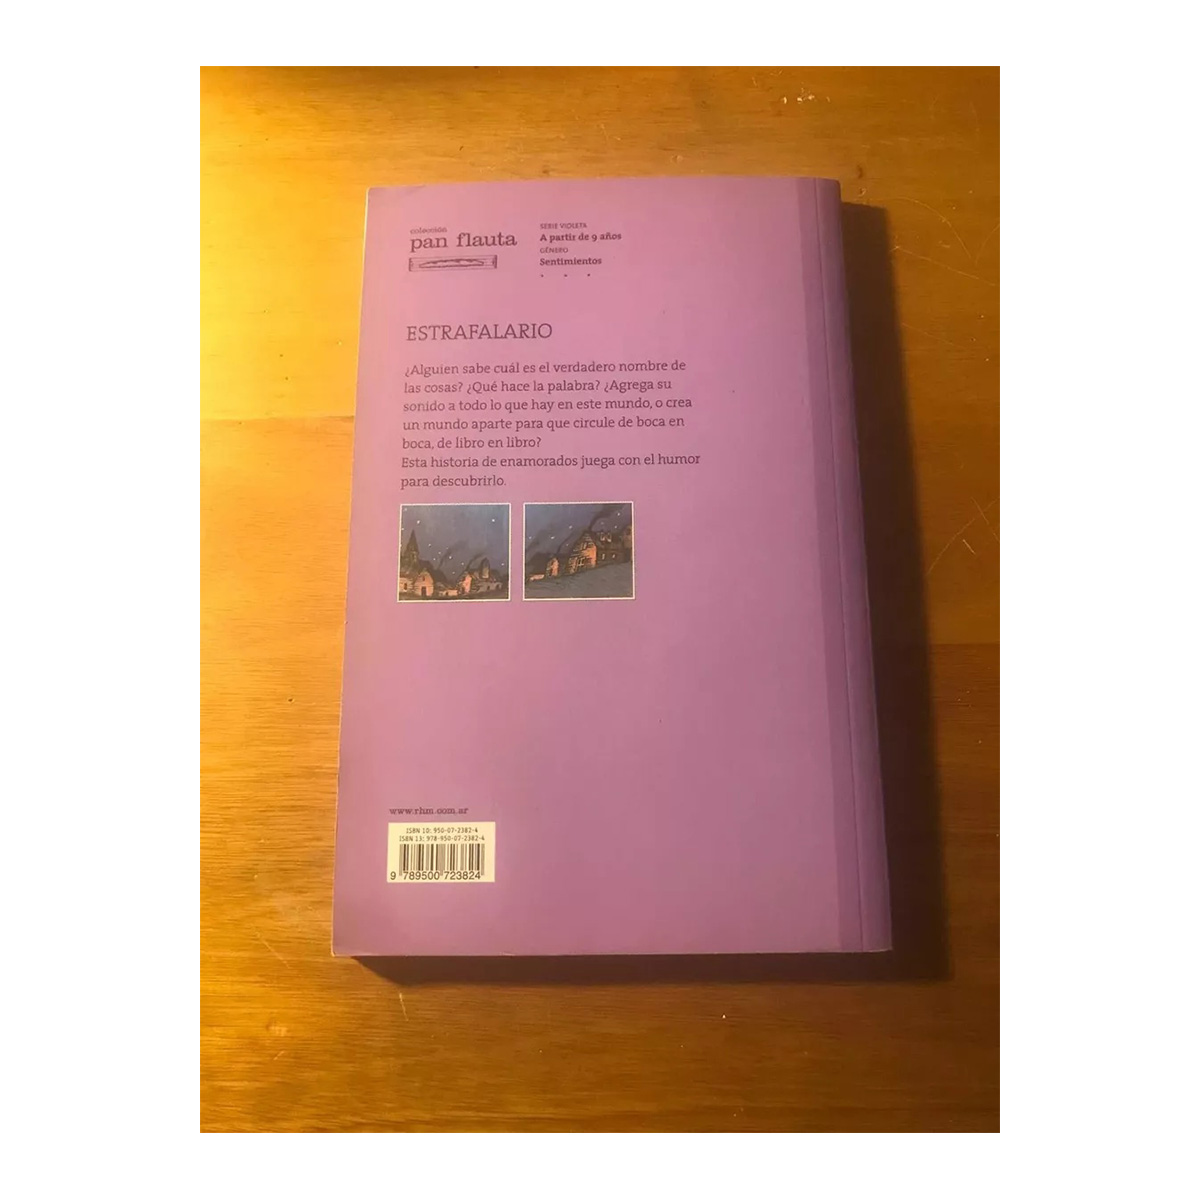 colección
pan flauta
SERIE VIOLETA
A partir de 9 años
GÉNERO
Sentimientos
ESTRAFALARIO
¿Alguien sabe cuál es el verdadero nombre de
las cosas? ¿Qué hace la palabra? ¿Agrega su
sonido a todo lo que hay en este mundo, o crea
un mundo aparte para que circule de boca en
boca, de libro en libro?
Esta historia de enamorados juega con el humor
para descubrirlo.
www.rhm.com.ar
ISBN 10: 950-07-2382-4
ISBN 13: 978-950-07-2382-4
9 789500 723824